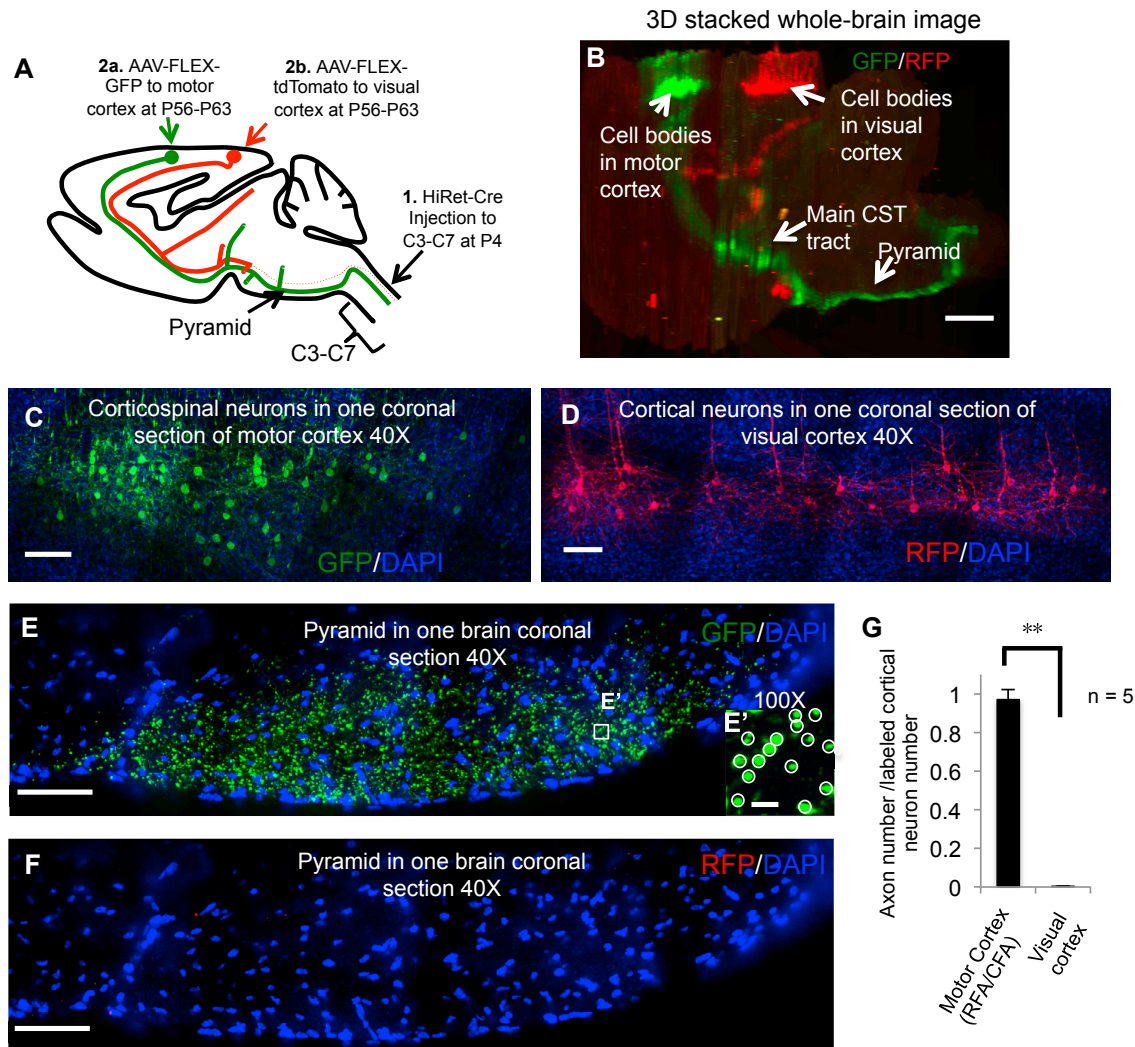 3D stacked whole-brain image
A
2a. AAV-FLEX-
GFP to motor
cortex at P56-P63
2b. AAV-FLEX-
tdTomato to visual
cortex at P56-P63
1. HiRet-Cre
Injection to
C3-C7 at P4
Pyramid
C3-C7
B
GFP/RFP
Cell bodies
in motor
cortex
Cell bodies
in visual
cortex
Main CST
tract
Pyramid
C
Corticospinal neurons in one coronal
section of motor cortex 40X
GFP/DAPI
D
Cortical neurons in one coronal section of
visual cortex 40X
RFP/DAPI
E
Pyramid in one brain coronal
section 40X
GFP/DAPI
E'
100X
E'
F
Pyramid in one brain coronal
section 40X
RFP/DAPI
G
**
n = 5
Axon number /labeled cortical
neuron number
1
0.8
0.6
0.4
0.2
0
Motor Cortex
(RFA/CFA)
Visual
cortex